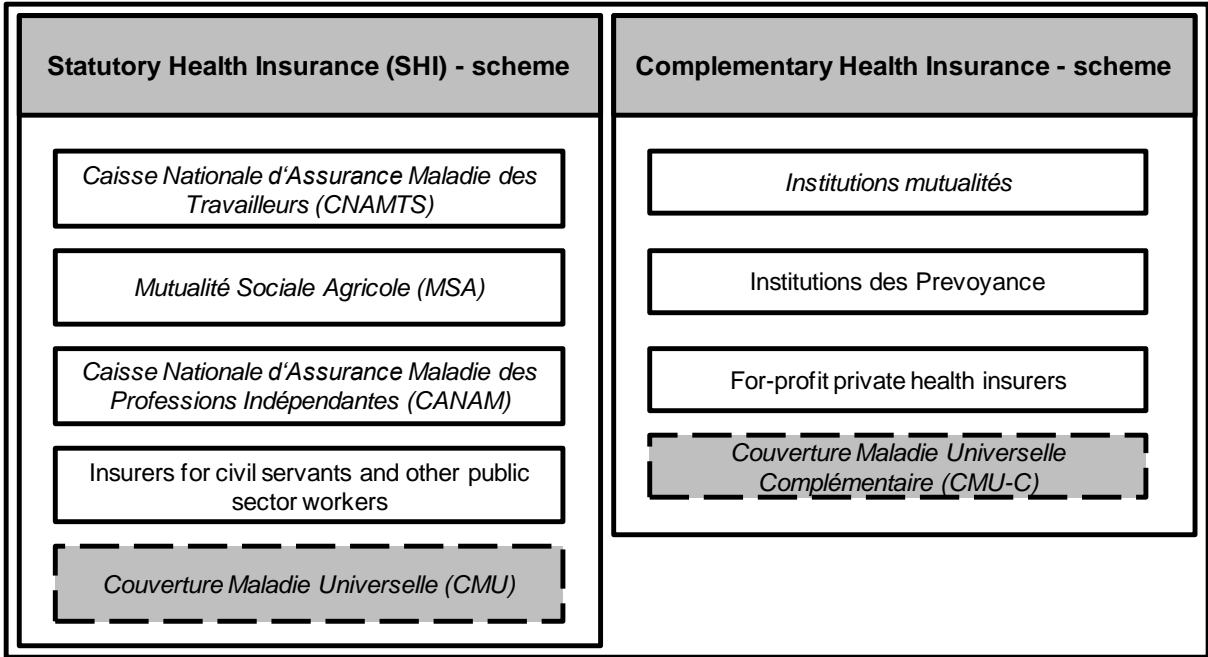 Statutory Health Insurance (SHI) - scheme
Caisse Nationale d‘Assurance Maladie des
Travailleurs (CNAMTS)
Mutualité Sociale Agricole (MSA)
Caisse Nationale d‘Assurance Maladie des
Professions Indépendantes (CANAM)
Insurers for civil servants and other public
sector workers
Couverture Maladie Universelle (CMU)
Complementary Health Insurance - scheme
Institutions mutualités
Institutions des Prevoyance
For-profit private health insurers
Couverture Maladie Universelle
Complémentaire (CMU-C)